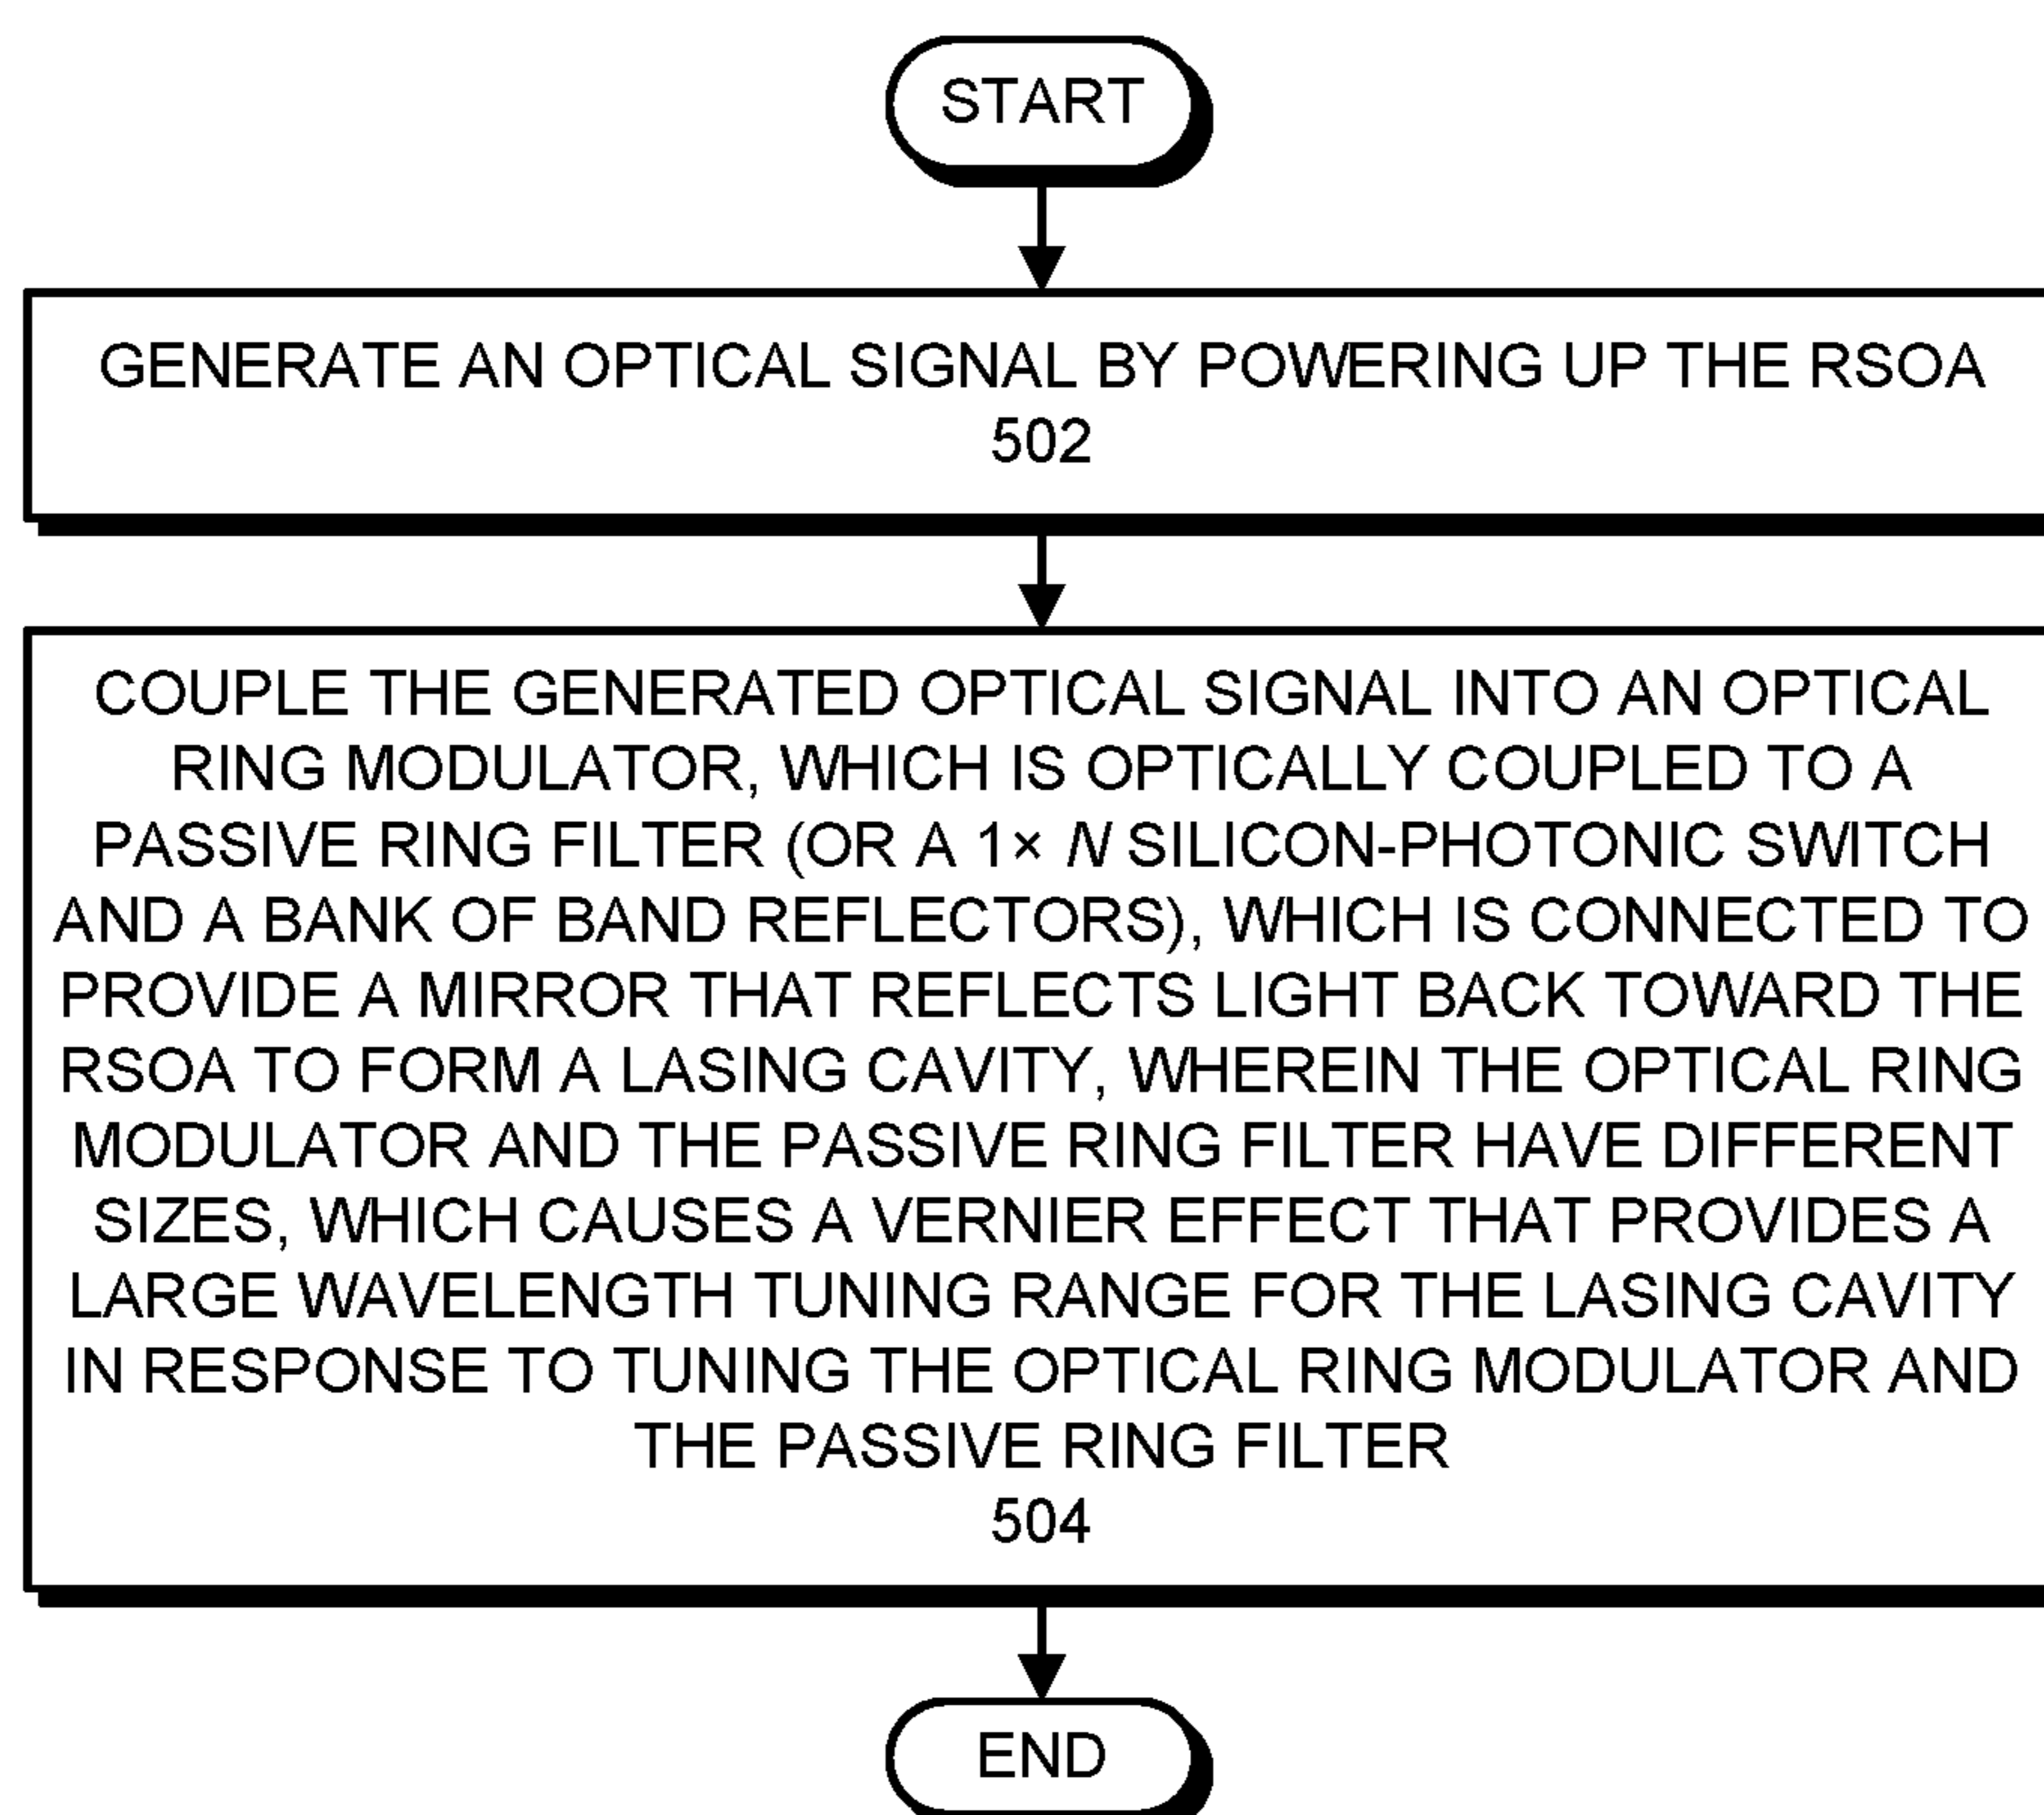 START
GENERATE AN OPTICAL SIGNAL BY POWERING UP THE RSOA
502
COUPLE THE GENERATED OPTICAL SIGNAL INTO AN OPTICAL
RING MODULATOR, WHICH IS OPTICALLY COUPLED TO A
PASSIVE RING FILTER (OR A 1× N SILICON-PHOTONIC SWITCH
AND A BANK OF BAND REFLECTORS), WHICH IS CONNECTED TO
PROVIDE A MIRROR THAT REFLECTS LIGHT BACK TOWARD THE
RSOA TO FORM A LASING CAVITY, WHEREIN THE OPTICAL RING
MODULATOR AND THE PASSIVE RING FILTER HAVE DIFFERENT
SIZES, WHICH CAUSES A VERNIER EFFECT THAT PROVIDES A
LARGE WAVELENGTH TUNING RANGE FOR THE LASING CAVITY
IN RESPONSE TO TUNING THE OPTICAL RING MODULATOR AND
THE PASSIVE RING FILTER
504
END